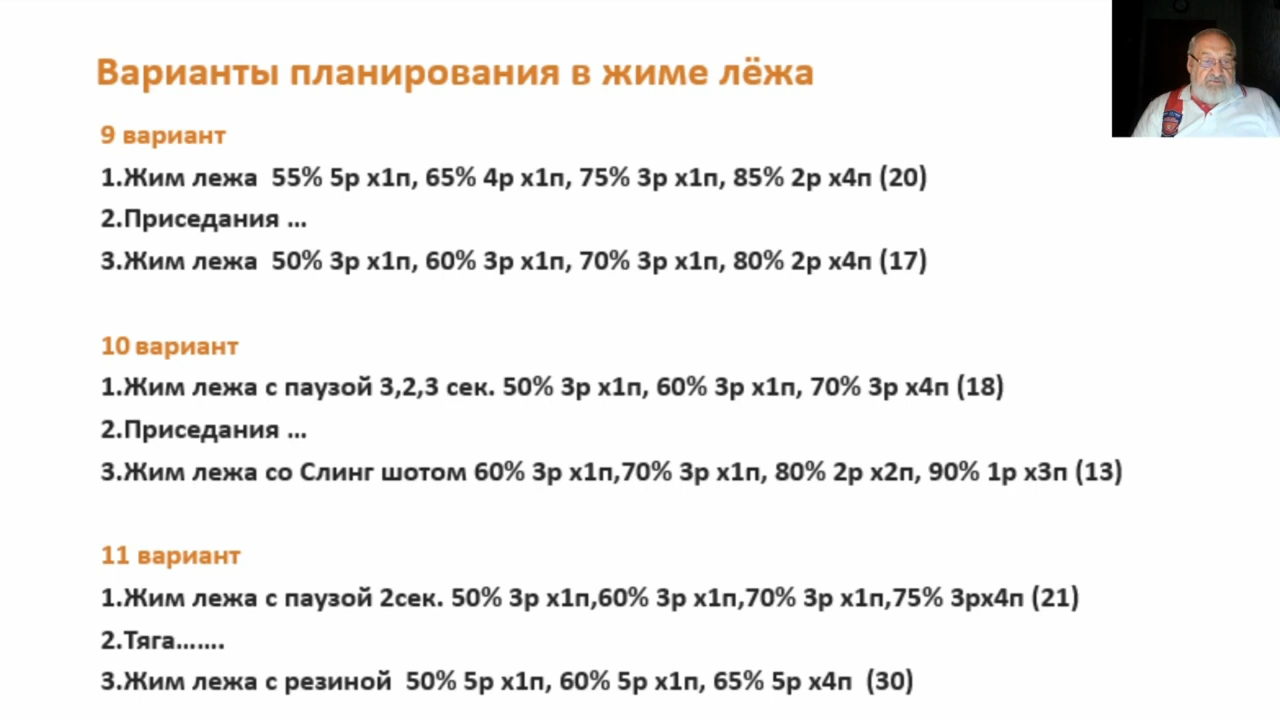 Варианты планирования в жиме лёжа
9 вариант
1.Жим лежа 55% 5р х1п, 65% 4р х1п, 75% 3р х1п, 85% 2р х4п (20)
2.Приседания ...
3.Жим лежа 50% 3р х1п, 60% 3р х1п, 70% 3р х1п, 80% 2р х4п (17)
10 вариант
1.Жим лежа с паузой 3,2,3 сек. 50% 3р х1п, 60% 3р х1п, 70% 3р х4п (18)
2.Приседания ...
3.Жим лежа со Слинг шотом 60% 3р х1п,70% 3р х1п, 80% 2р х2п, 90% 1р х3п (13)
11 вариант
1.Жим лежа с паузой 2сек. 50% 3р х1п,60% 3р х1п,70% 3р х1п,75% 3рх4п (21)
2.Тяга.......
3.Жим лежа с резиной 50% 5р х1п, 60% 5р х1п, 65% 5р х4п (30)